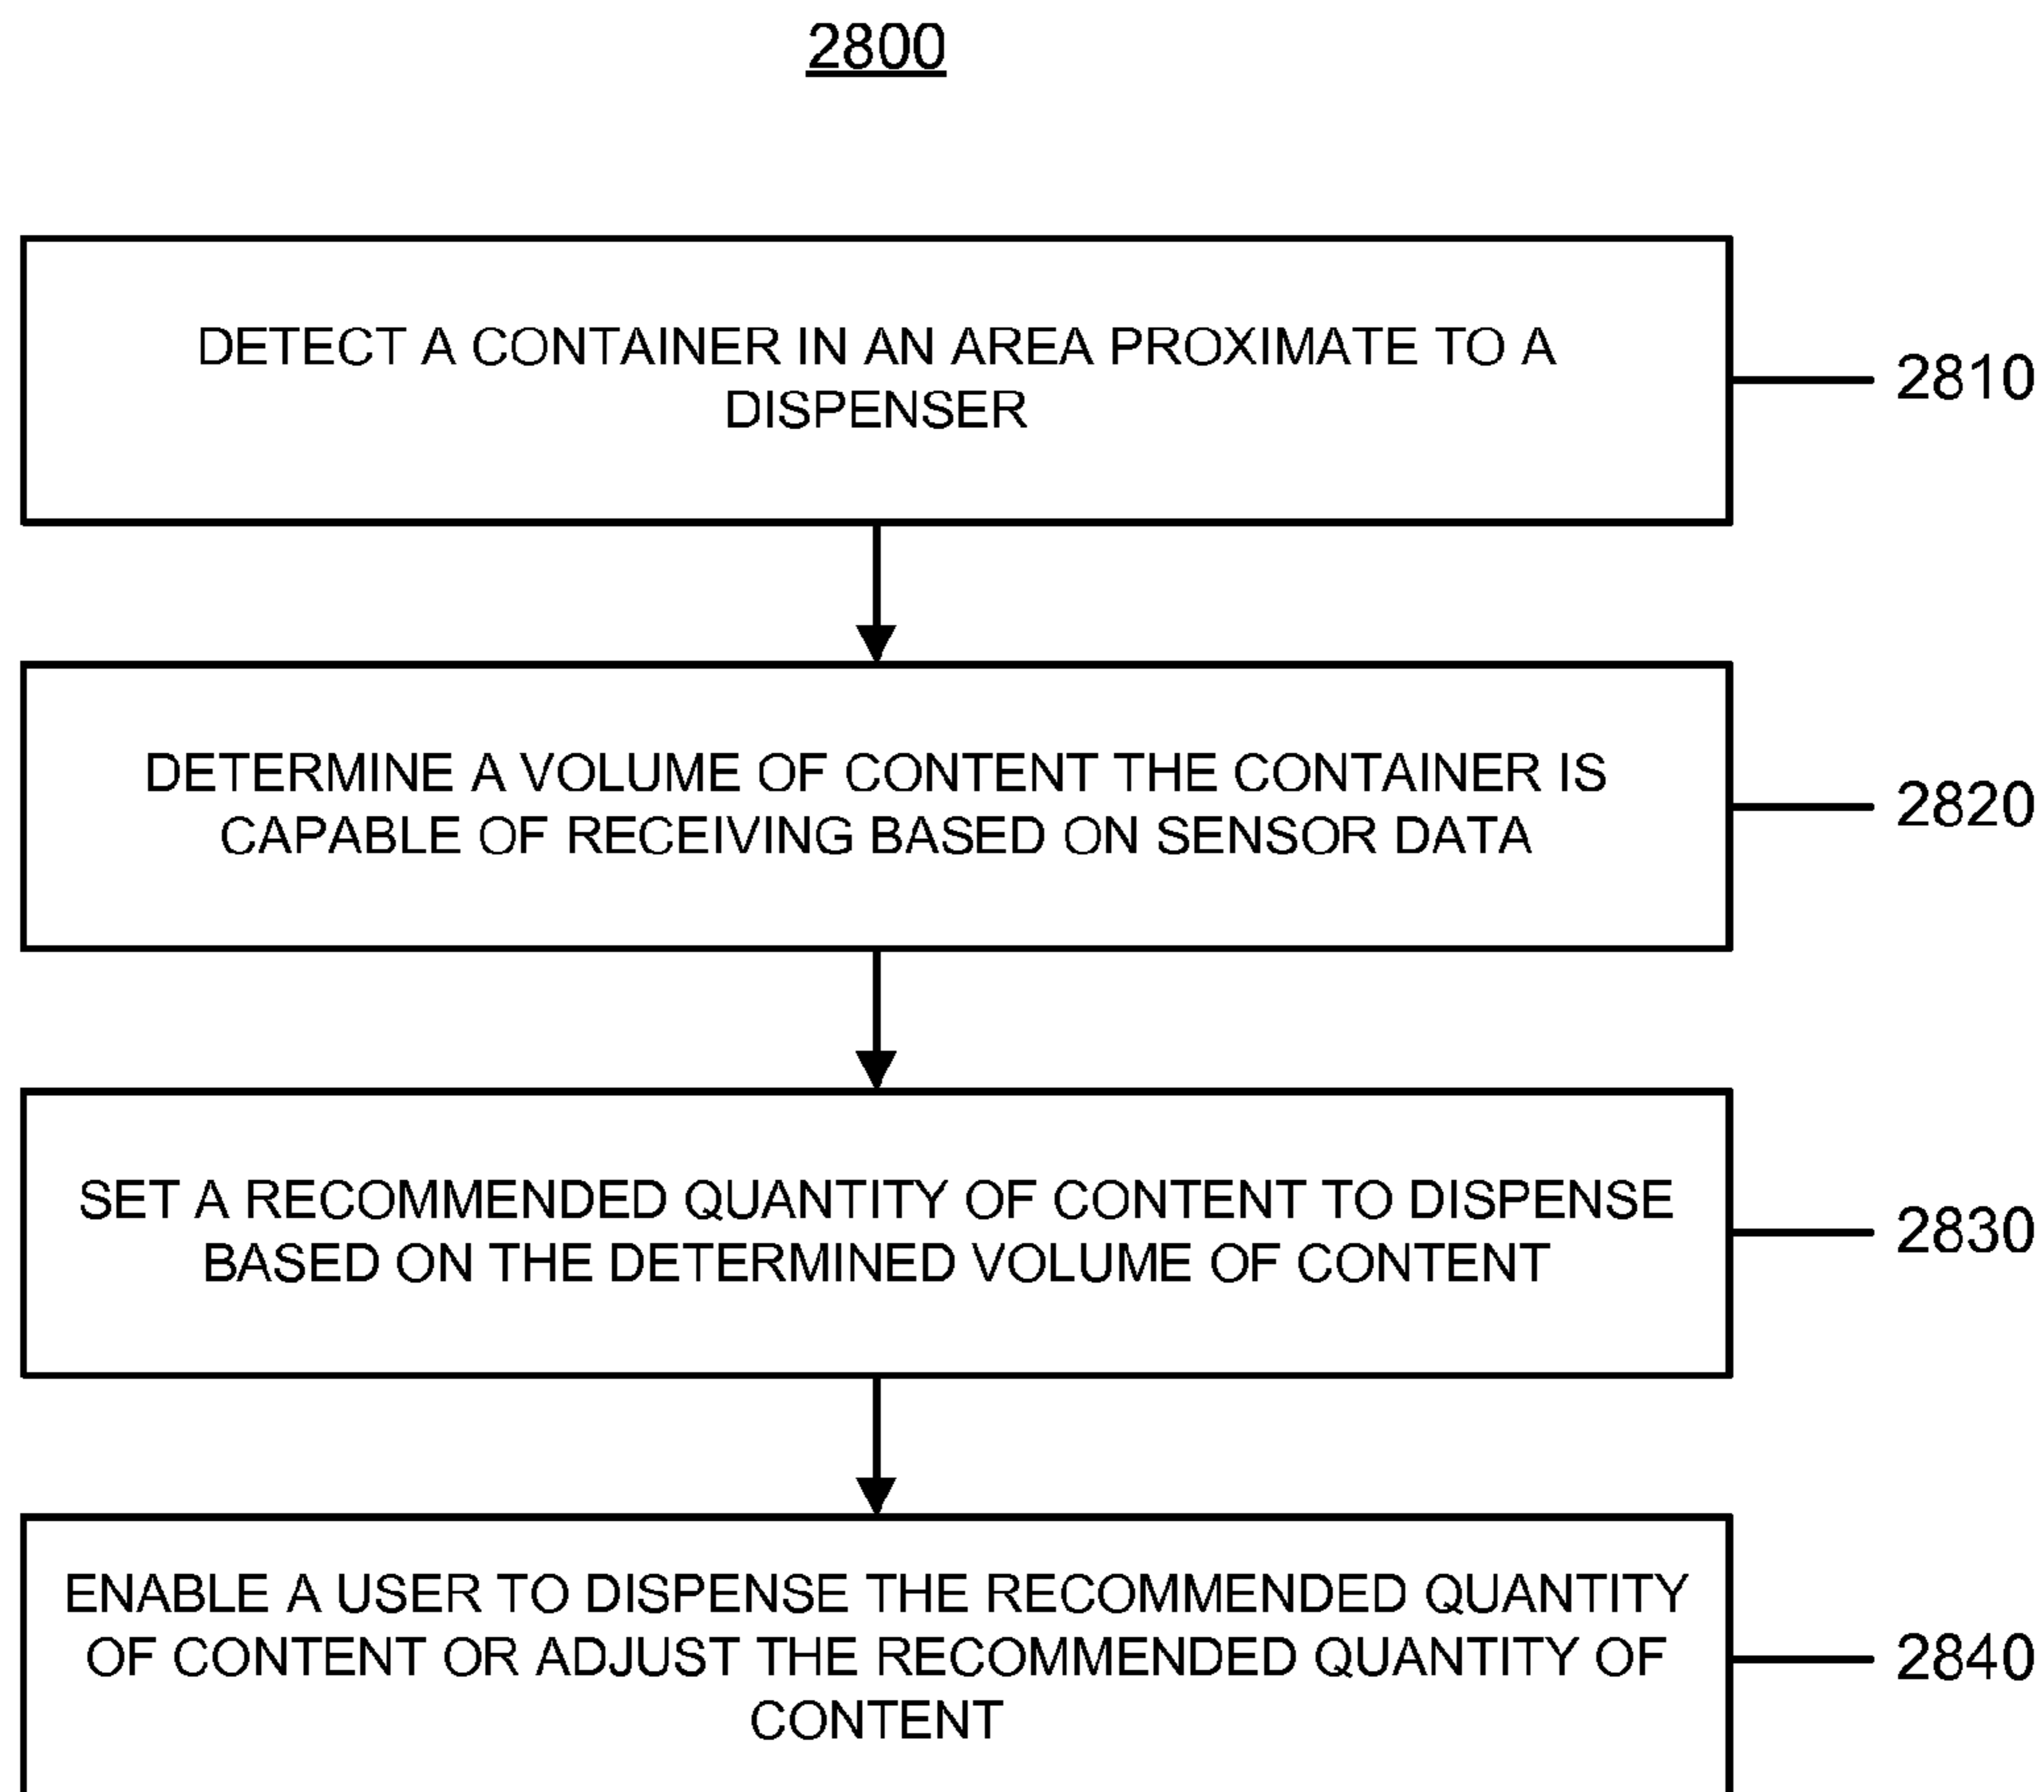 2800
DETECT A CONTAINER IN AN AREA PROXIMATE TO A
DISPENSER
2810
DETERMINE A VOLUME OF CONTENT THE CONTAINER IS
CAPABLE OF RECEIVING BASED ON SENSOR DATA
2820
SET A RECOMMENDED QUANTITY OF CONTENT TO DISPENSE
BASED ON THE DETERMINED VOLUME OF CONTENT
2830
ENABLE A USER TO DISPENSE THE RECOMMENDED QUANTITY
OF CONTENT OR ADJUST THE RECOMMENDED QUANTITY OF
CONTENT
2840